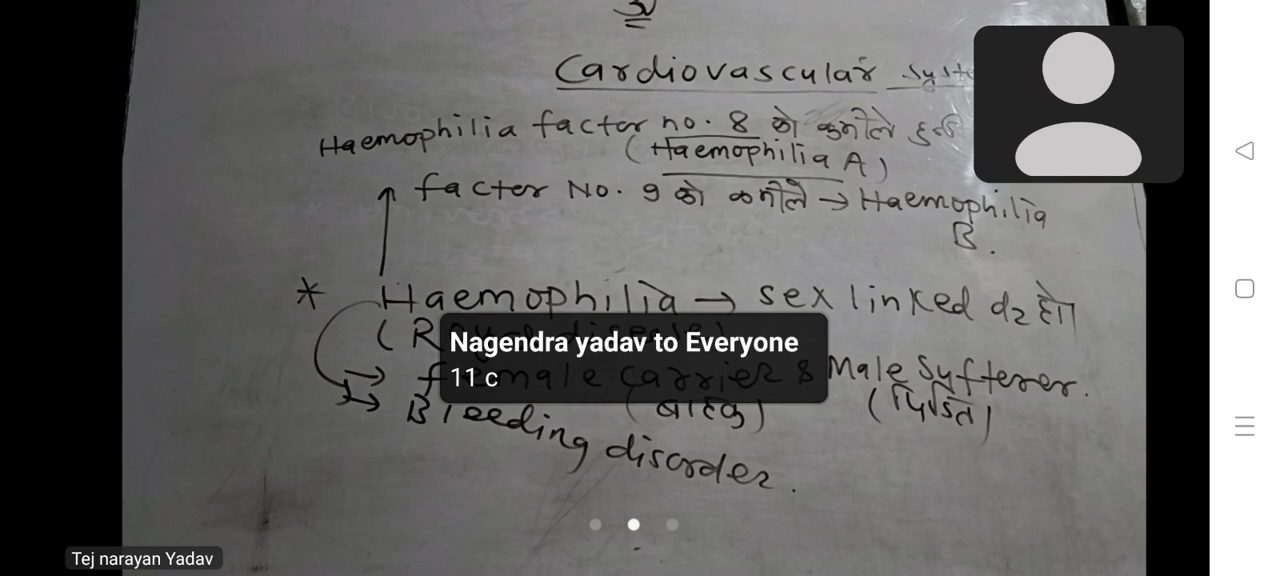 Cardiovascular
Haemophilia factor no. 8 को कमीले
(Haemophilia A)
factor No. 9 को कमीले → Haemophilia
B.
* Haemophilia → sex linked dz हो
→ female carrier & Male Sufferer.
(बाहक)
→ Bleeding disorder.
Nagendra yadav to Everyone
11 c
Tej narayan Yadav